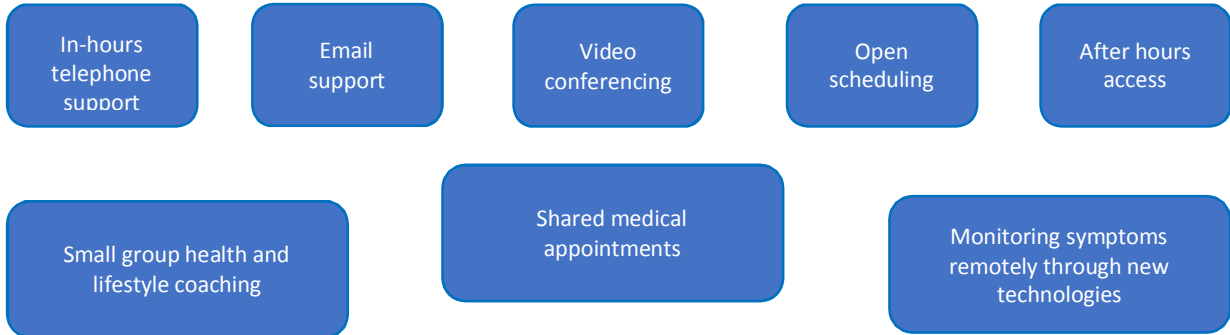 In-hours
telephone
support
Email
support
Video
conferencing
Open
scheduling
After hours
access
Small group health and
lifestyle coaching
Shared medical
appointments
Monitoring symptoms
remotely through new
technologies